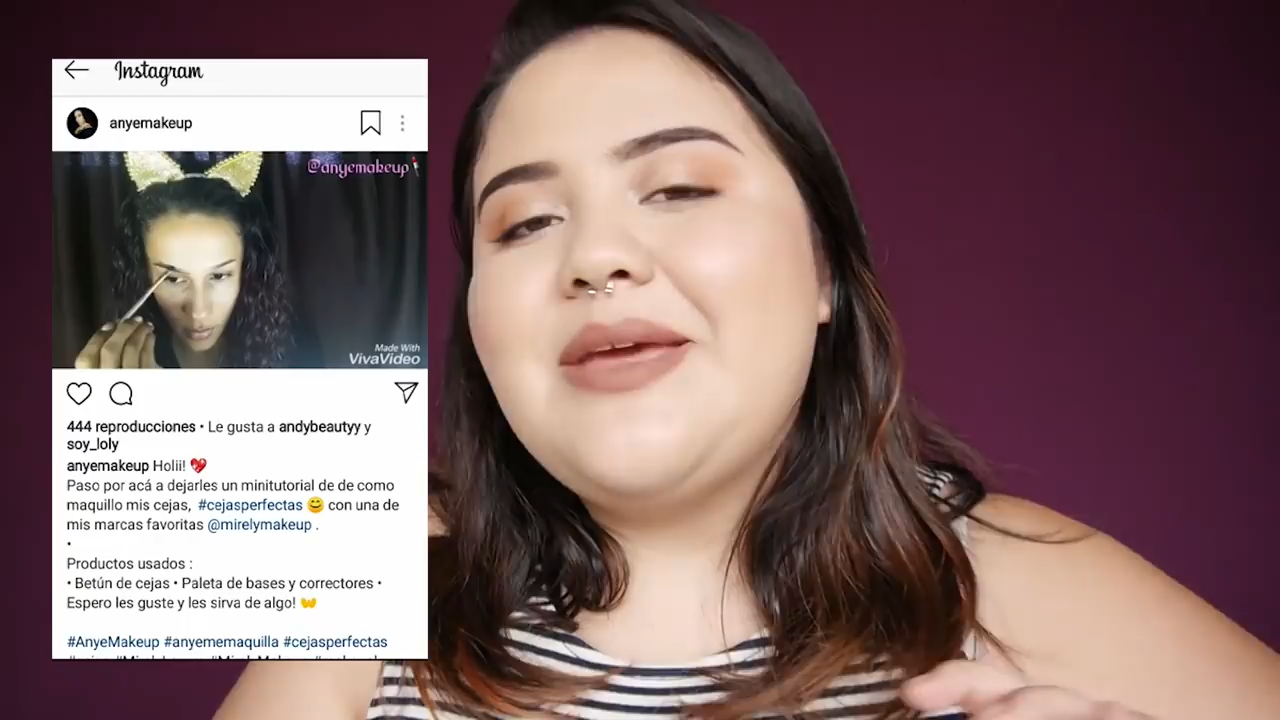 Instagram
anyemakeup
@anyemakeup
Made With
VivaVideo
444 reproducciones • Le gusta a andybeautyy y
soy_loly
anyemakeup Holii! 💖
Paso por acá a dejarles un minitutorial de de como
maquillo mis cejas, #cejasperfectas 😊 con una de
mis marcas favoritas @mirelymakeup .
•
Productos usados :
• Betún de cejas • Paleta de bases y correctores •
Espero les guste y les sirva de algo! 👐
#AnyeMakeup #anyememaquilla #cejasperfectas